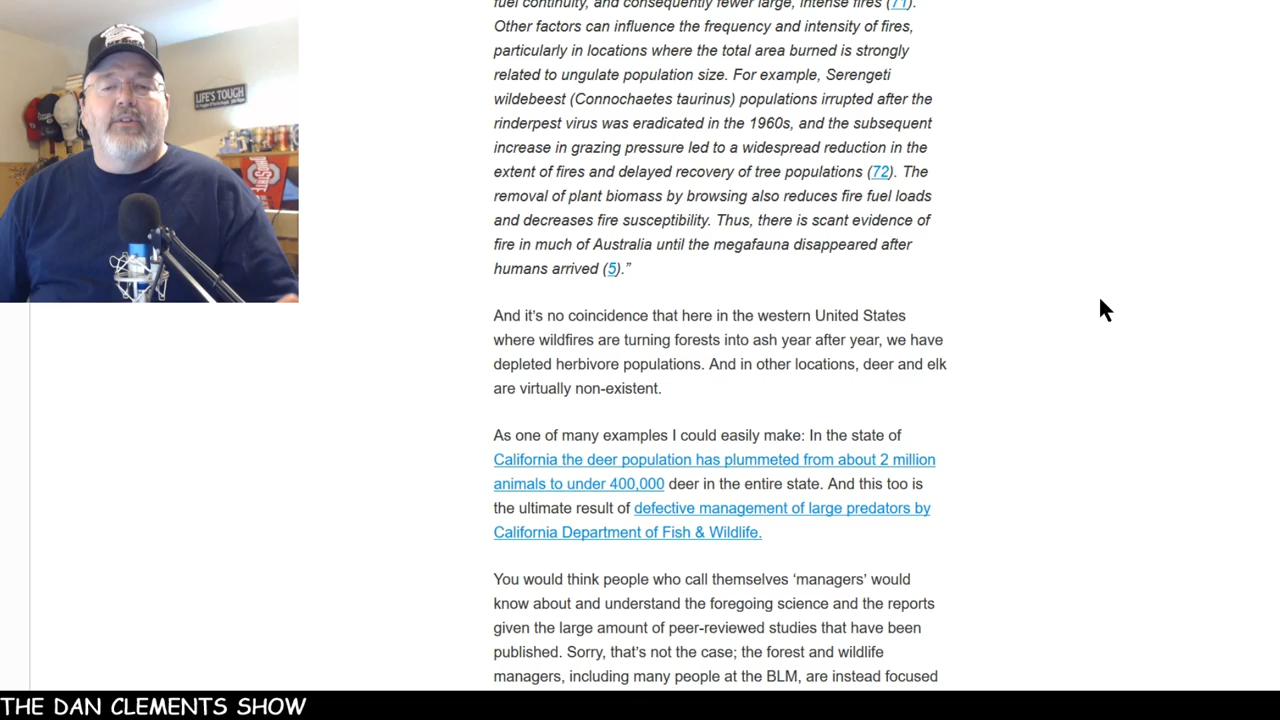 LIFE'S TOUGH
fuel continuity, and consequently fewer large, intense fires (71).
Other factors can influence the frequency and intensity of fires,
particularly in locations where the total area burned is strongly
related to ungulate population size. For example, Serengeti
wildebeest (Connochaetes taurinus) populations irrupted after the
rinderpest virus was eradicated in the 1960s, and the subsequent
increase in grazing pressure led to a widespread reduction in the
extent of fires and delayed recovery of tree populations (72). The
removal of plant biomass by browsing also reduces fire fuel loads
and decreases fire susceptibility. Thus, there is scant evidence of
fire in much of Australia until the megafauna disappeared after
humans arrived (5).”
And it’s no coincidence that here in the western United States
where wildfires are turning forests into ash year after year, we have
depleted herbivore populations. And in other locations, deer and elk
are virtually non-existent.
As one of many examples I could easily make: In the state of
California the deer population has plummeted from about 2 million
animals to under 400,000 deer in the entire state. And this too is
the ultimate result of defective management of large predators by
California Department of Fish & Wildlife.
You would think people who call themselves ‘managers’ would
know about and understand the foregoing science and the reports
given the large amount of peer-reviewed studies that have been
published. Sorry, that’s not the case; the forest and wildlife
managers, including many people at the BLM, are instead focused
THE DAN CLEMENTS SHOW